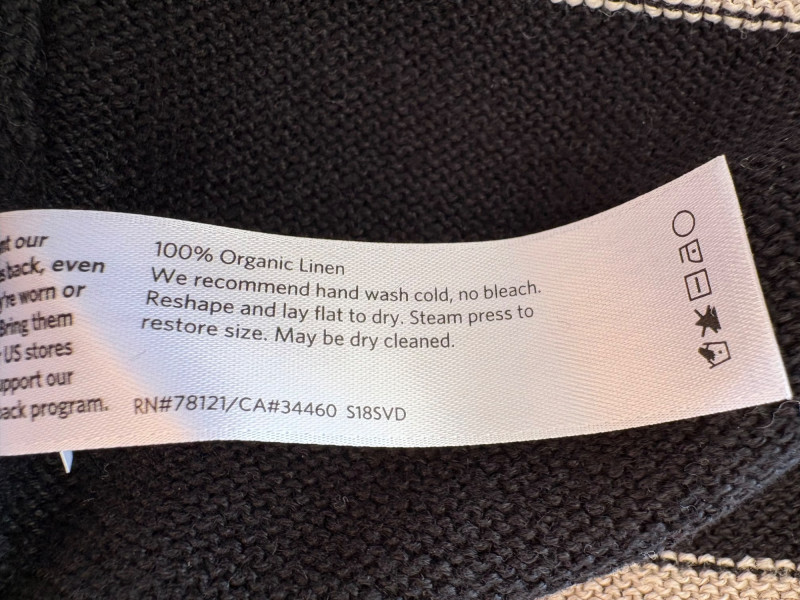 our
back, even
worn or
Bring them
US stores
our
program.
100% Organic Linen
We recommend hand wash cold, no bleach.
Reshape and lay flat to dry. Steam press to
restore size. May be dry cleaned.
RN#78121/CA#34460 S18SVD